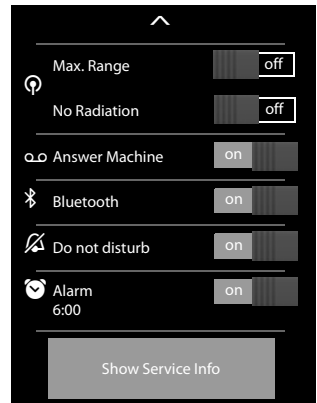 Max. Range off
No Radiation off
Answer Machine on
Bluetooth on
Do not disturb on
Alarm on
6:00
Show Service Info